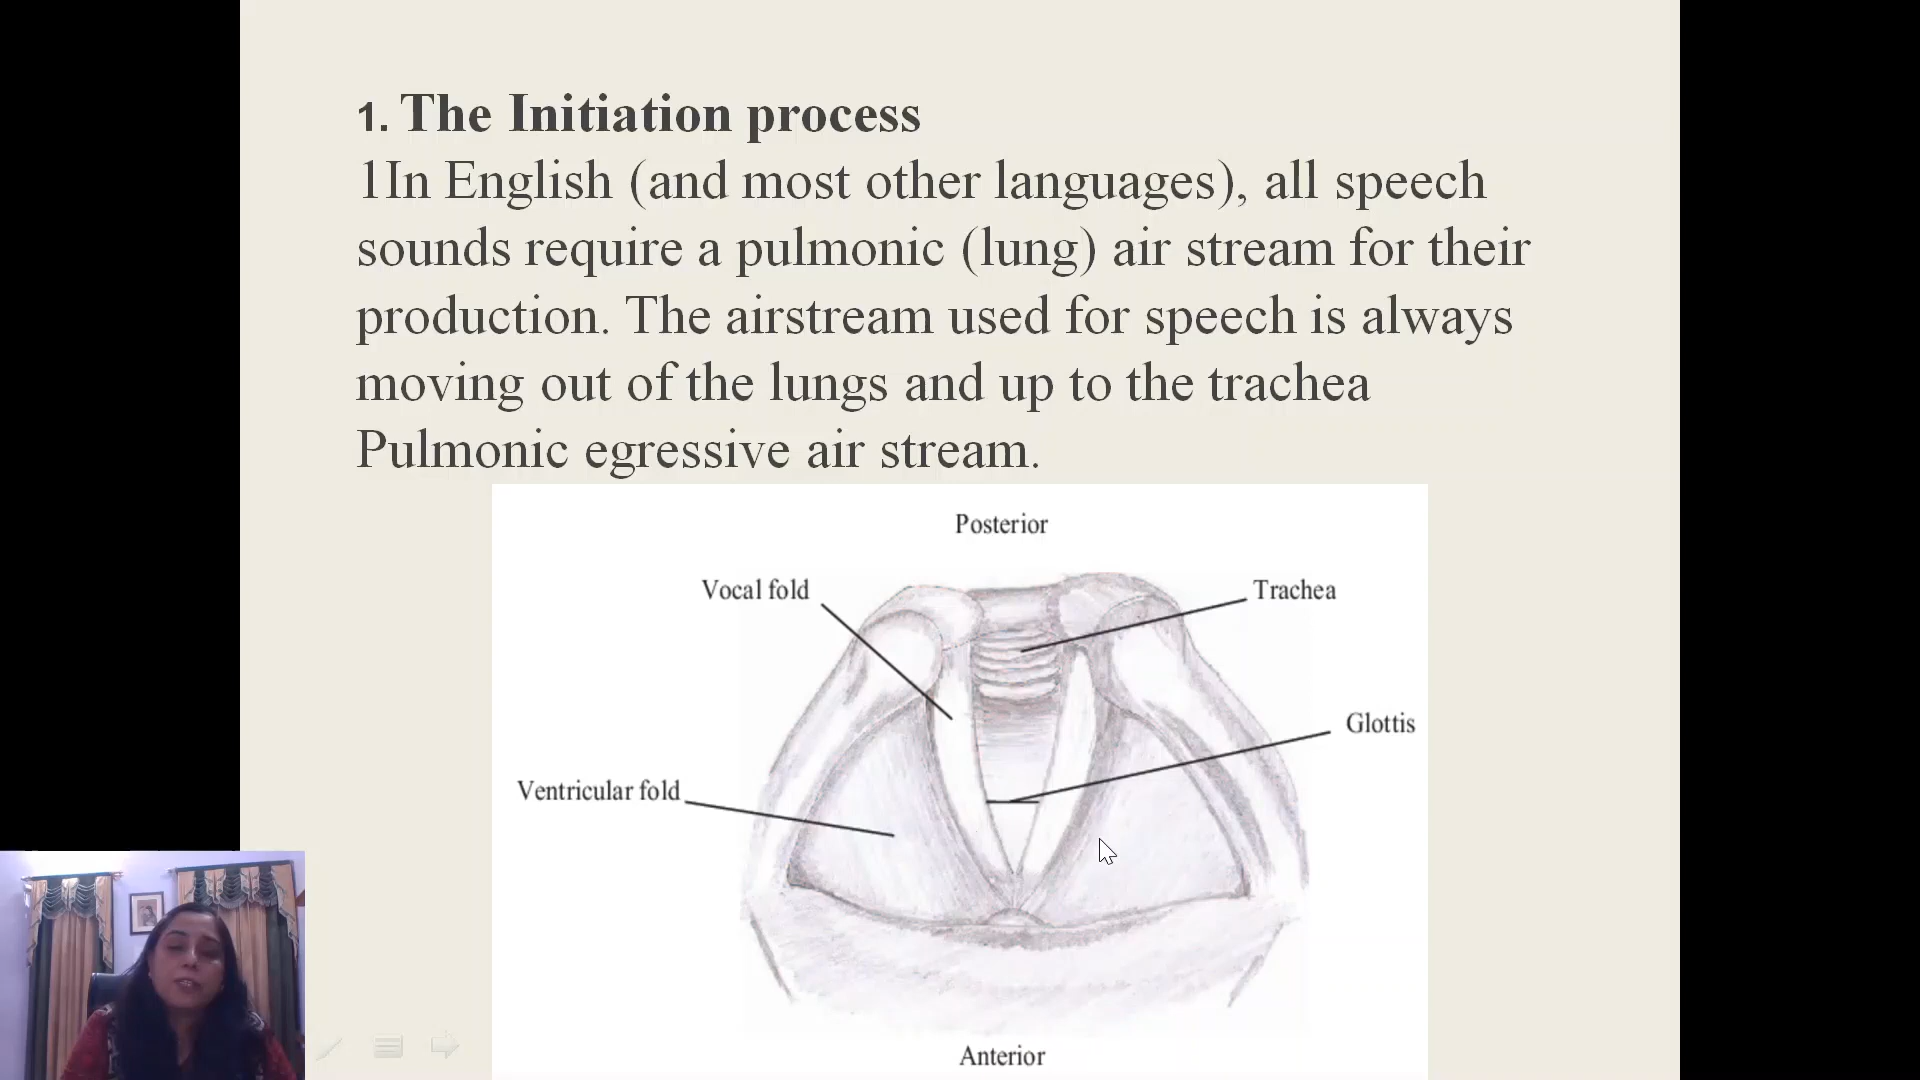 1. The Initiation process
1In English (and most other languages), all speech
sounds require a pulmonic (lung) air stream for their
production. The airstream used for speech is always
moving out of the lungs and up to the trachea
Pulmonic egressive air stream.
Posterior
Vocal fold
Trachea
Glottis
Ventricular fold
Anterior